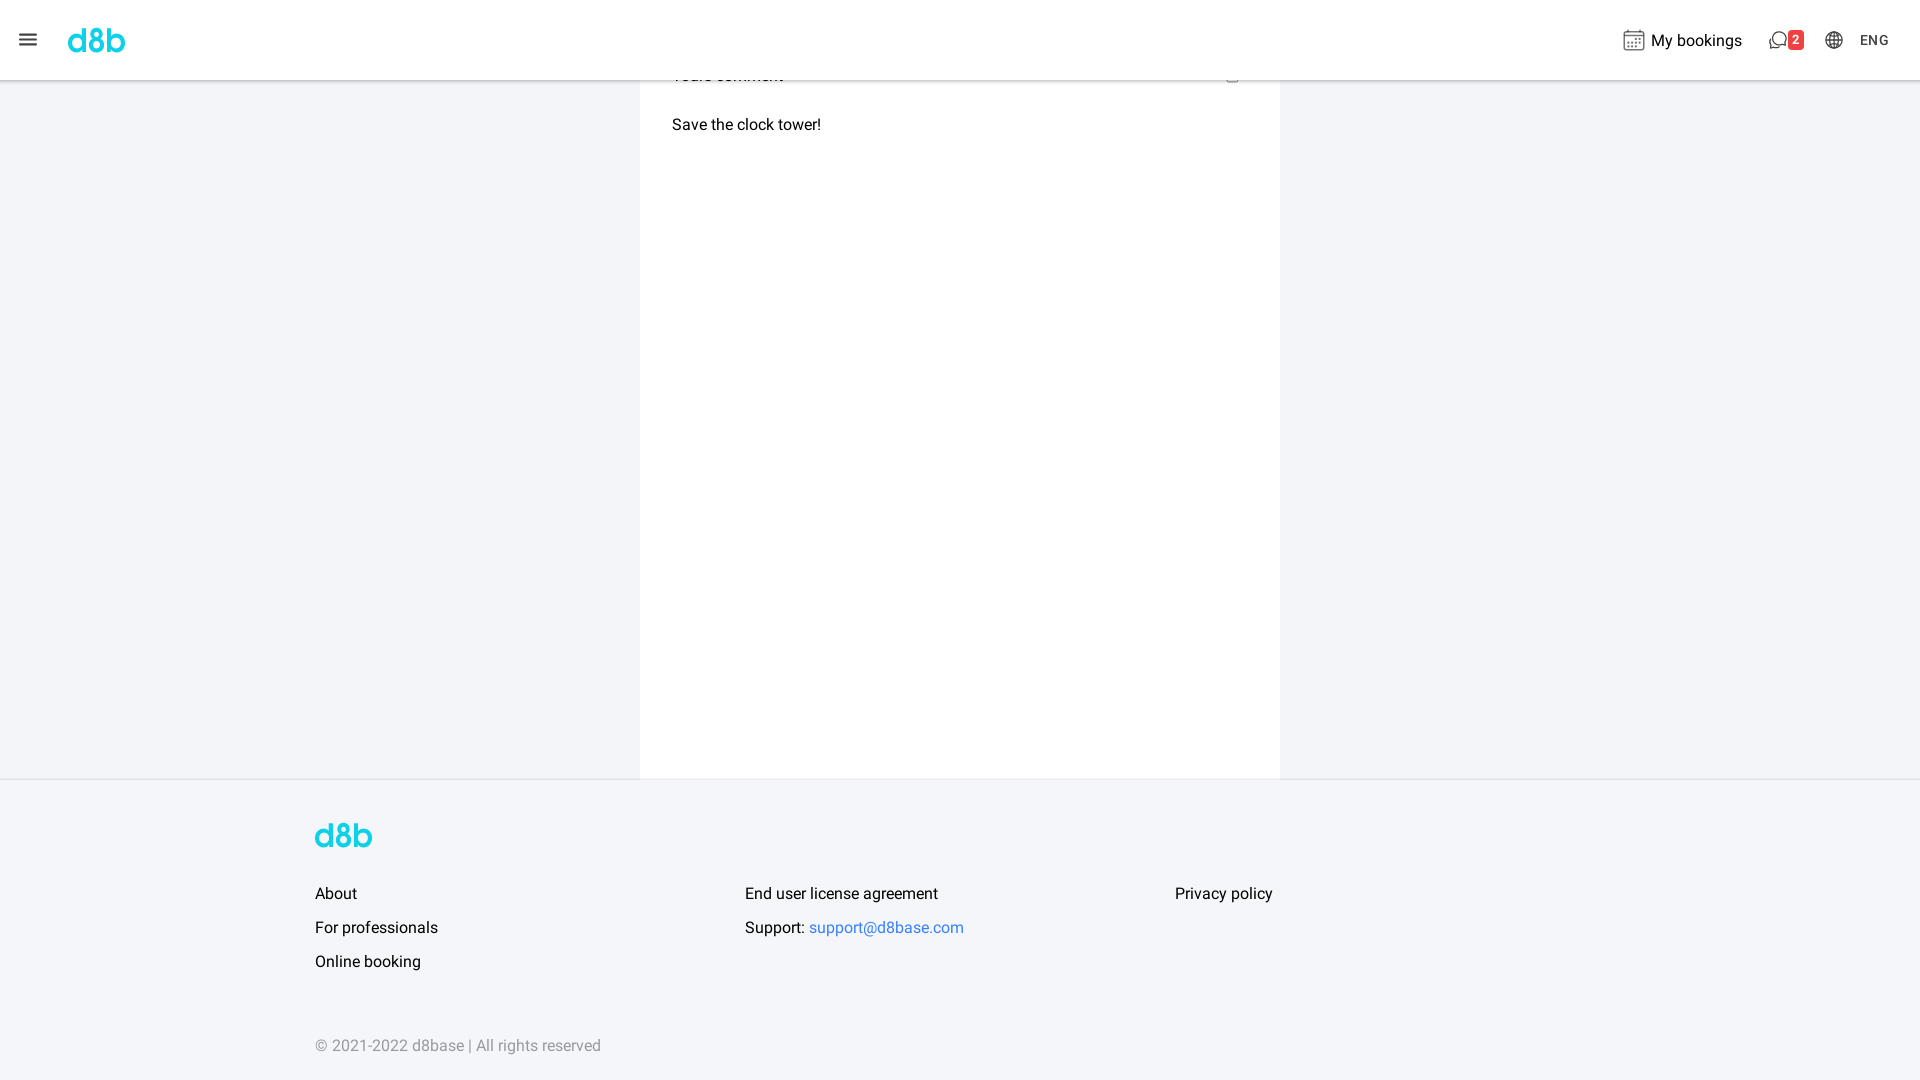 d8b
My bookings
2
ENG
Save the clock tower!
d8b
About
End user license agreement
Privacy policy
For professionals
Support: support@d8base.com
Online booking
© 2021-2022 d8base | All rights reserved